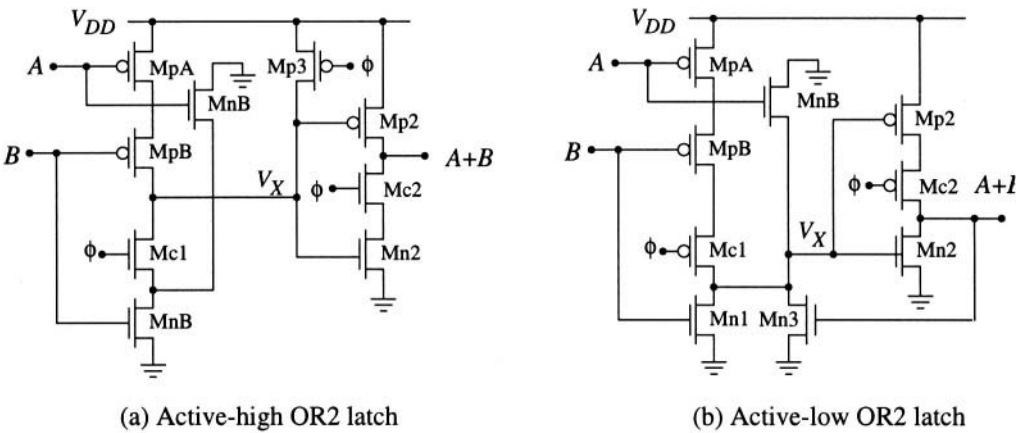 V_DD
A
MpA
MnB
Mp3
ϕ
Mp2
B
MpB
V_X
A+B
ϕ
Mc2
ϕ
Mc1
Mn2
MnB
(a) Active-high OR2 latch
V_DD
A
MpA
MnB
Mp2
B
MpB
ϕ
Mc2
ϕ
Mc1
V_X
Mn2
Mn1
Mn3
(b) Active-low OR2 latch